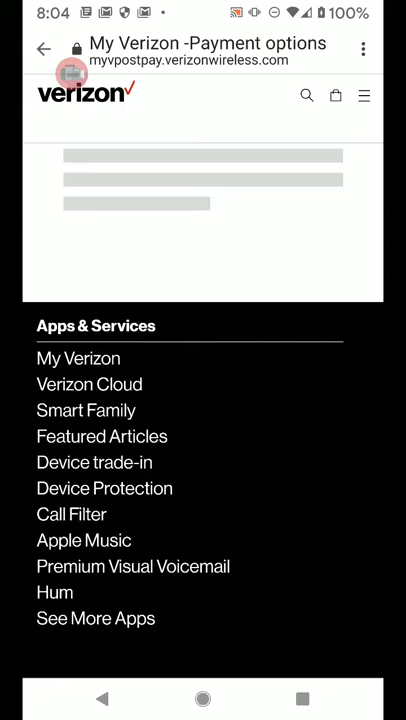 8:04
100%
My Verizon -Payment options
myvpostpay.verizonwireless.com
verizon
Apps & Services
My Verizon
Verizon Cloud
Smart Family
Featured Articles
Device trade-in
Device Protection
Call Filter
Apple Music
Premium Visual Voicemail
Hum
See More Apps